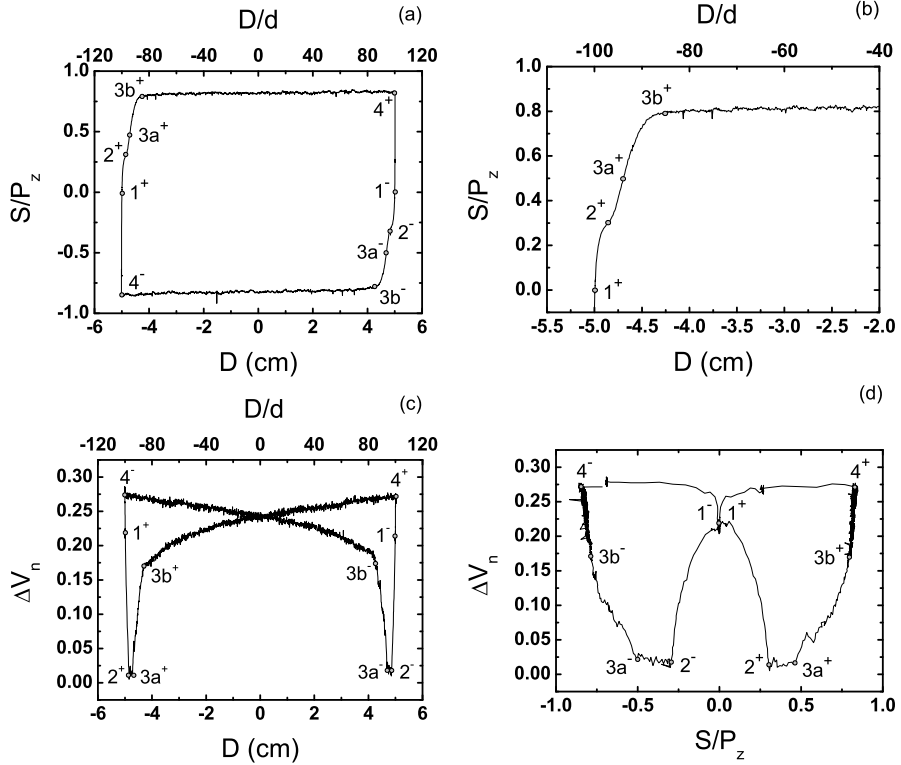 (a)
D/d
-120 -80 -40 0 40 80 120
1.0
0.5
0.0
-0.5
-1.0
S/Pz
3b+
3a+
2+
1+
4-
4+
1-
2-
3a-
3b-
-6 -4 -2 0 2 4 6
D (cm)
(b)
D/d
-100 -80 -60 -40
0.8
0.6
0.4
0.2
0.0
S/Pz
3b+
3a+
2+
1+
-5.5 -5.0 -4.5 -4.0 -3.5 -3.0 -2.5 -2.0
D (cm)
(c)
D/d
-120 -80 -40 0 40 80 120
0.30
0.25
0.20
0.15
0.10
0.05
0.00
ΔVn
4-
1+
3b+
2+ 3a+
4+
1-
3b-
3a- 2-
-6 -4 -2 0 2 4 6
D (cm)
(d)
0.30
0.25
0.20
0.15
0.10
0.05
0.00
ΔVn
4- 4+
1- 1+
3b- 3b+
3a- 2- 2+ 3a+
-1.0 -0.5 0.0 0.5 1.0
S/Pz